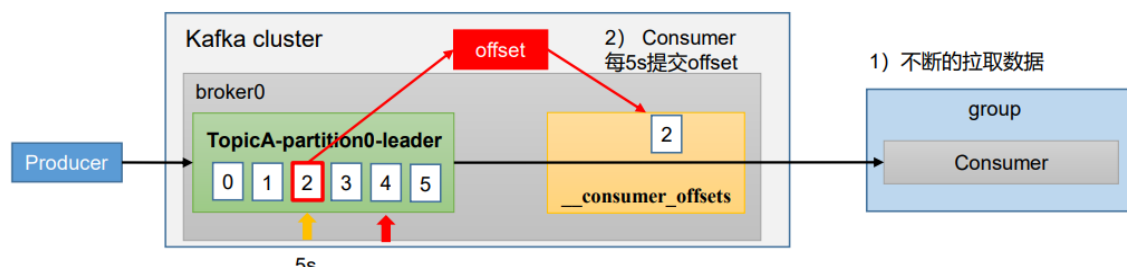 Kafka cluster
offset
2） Consumer
每5s提交offset
1）不断的拉取数据
broker0
group
TopicA-partition0-leader
2
Producer
Consumer
0 1 2 3 4 5
__consumer_offsets
5s